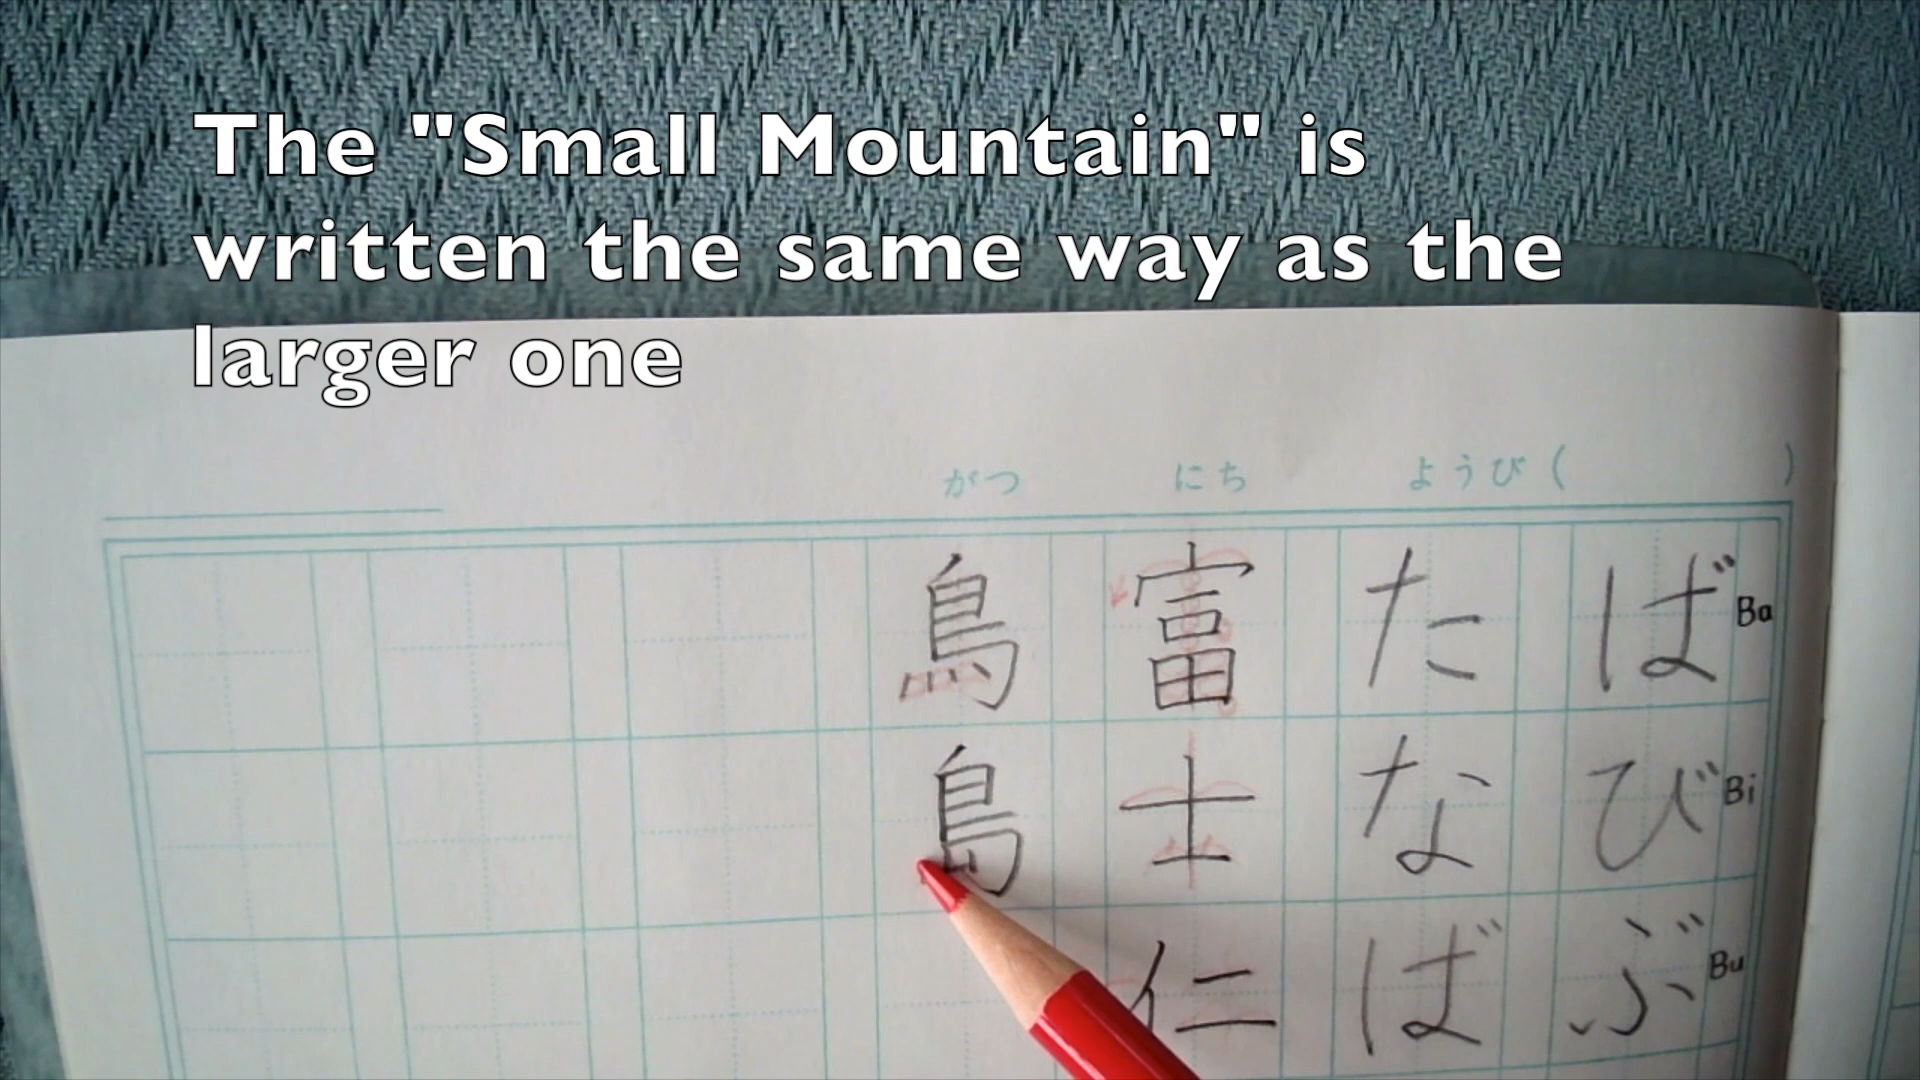 The "Small Mountain" is
written the same way as the
larger one
がつ にち ようび ( )
ばびぶ
Ba
Bi
Bu
たなば
富士仁
鳥島